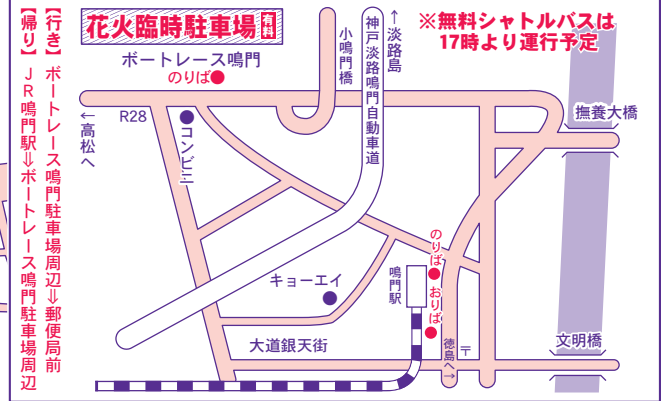 【行き】ボートレース鳴門駐車場周辺⇨郵便局前
【帰り】JR鳴門駅⇨ボートレース鳴門駐車場周辺
花火臨時駐車場 有料
※無料シャトルバスは
17時より運行予定
ボートレース鳴門
のりば
R28
←高松へ
コンビニ
小鳴門橋
神戸淡路鳴門自動車道
←淡路島
撫養大橋
のりば
おりば
鳴門駅
キョーエイ
大道銀天街
徳島へ→
〒
文明橋